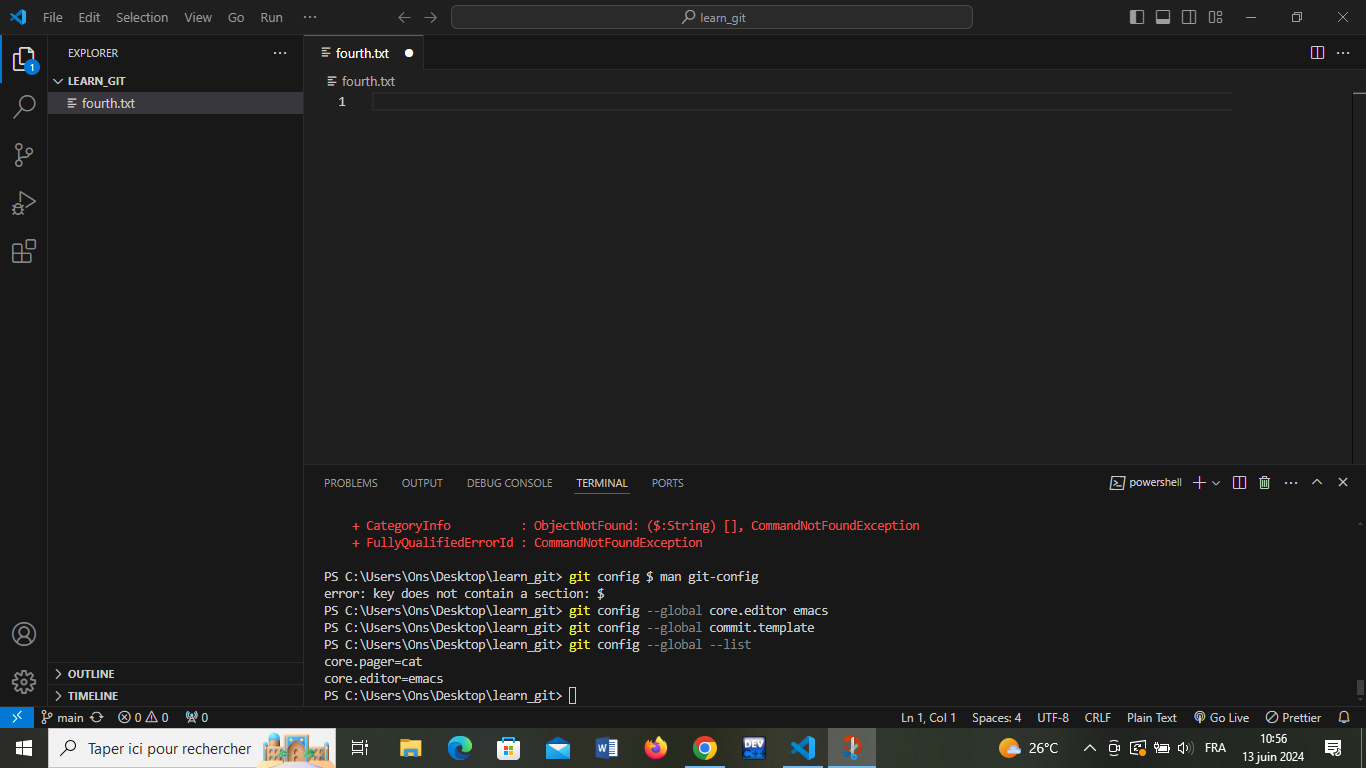 File Edit Selection View Go Run ··· learn_git
EXPLORER ···
LEARN_GIT
fourth.txt
1
OUTLINE
TIMELINE
fourth.txt
fourth.txt
1
PROBLEMS OUTPUT DEBUG CONSOLE TERMINAL PORTS powershell
+ CategoryInfo : ObjectNotFound: ($:String) [], CommandNotFoundException
+ FullyQualifiedErrorId : CommandNotFoundException
PS C:\Users\Ons\Desktop\learn_git> git config $ man git-config
error: key does not contain a section: $
PS C:\Users\Ons\Desktop\learn_git> git config --global core.editor emacs
PS C:\Users\Ons\Desktop\learn_git> git config --global commit.template
PS C:\Users\Ons\Desktop\learn_git> git config --global --list
core.pager=cat
core.editor=emacs
PS C:\Users\Ons\Desktop\learn_git>
main 0 0 0 Ln 1, Col 1 Spaces: 4 UTF-8 CRLF Plain Text Go Live Prettier
Taper ici pour rechercher W DEV 26°C FRA 10:56
13 juin 2024